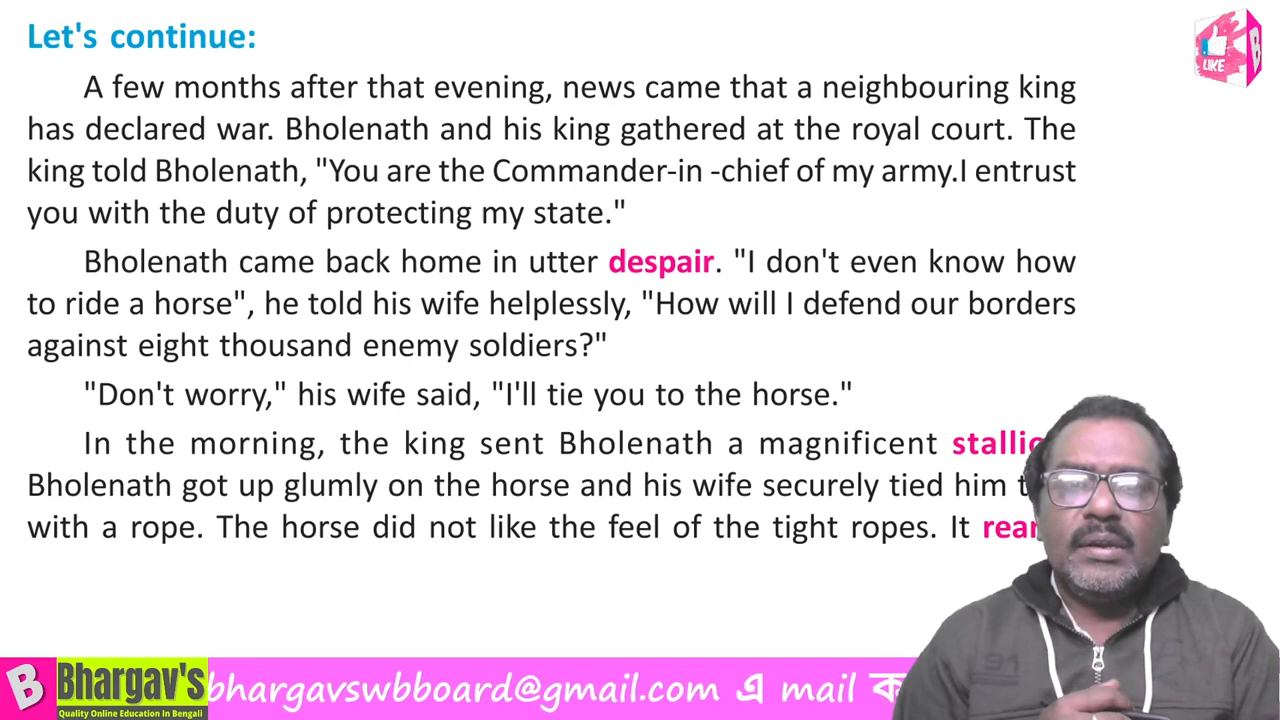 Let's continue:
A few months after that evening, news came that a neighbouring king
has declared war. Bholenath and his king gathered at the royal court. The
king told Bholenath, "You are the Commander-in -chief of my army.I entrust
you with the duty of protecting my state."
Bholenath came back home in utter despair. "I don't even know how
to ride a horse", he told his wife helplessly, "How will I defend our borders
against eight thousand enemy soldiers?"
"Don't worry," his wife said, "I'll tie you to the horse."
In the morning, the king sent Bholenath a magnificent
Bholenath got up glumly on the horse and his wife securely tied him
with a rope. The horse did not like the feel of the tight ropes. It
LIKE
B
B Bhargav's
Quality Online Education In Bengali
bhargavswbboard@gmail.com এ mail